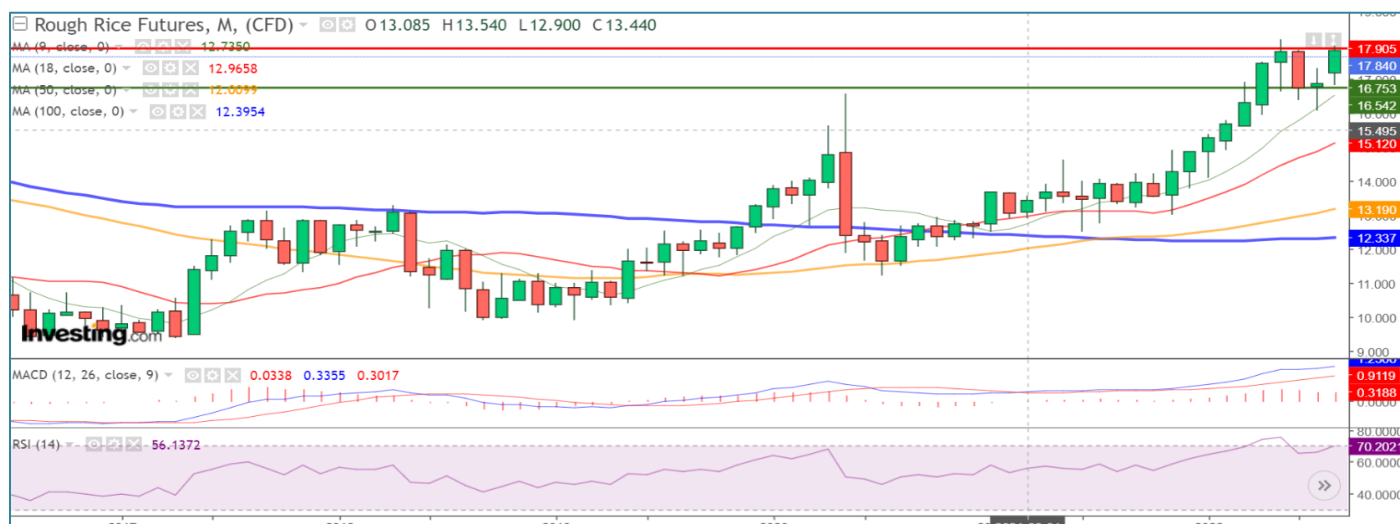 Rough Rice Futures, M, (CFD) O13.085 H13.540 L12.900 C13.440
MA (9, close, 0) 12.7350
MA (18, close, 0) 12.9658
MA (50, close, 0) 12.0099
MA (100, close, 0) 12.3954
17.905
17.840
16.753
16.542
15.495
15.120
14.000
13.190
12.337
12.000
11.000
10.000
9.000
Investing.com
MACD (12, 26, close, 9) 0.0338 0.3355 0.3017
0.9119
0.3188
RSI (14) 56.1372
80.0000
70.2021
60.0000
40.0000